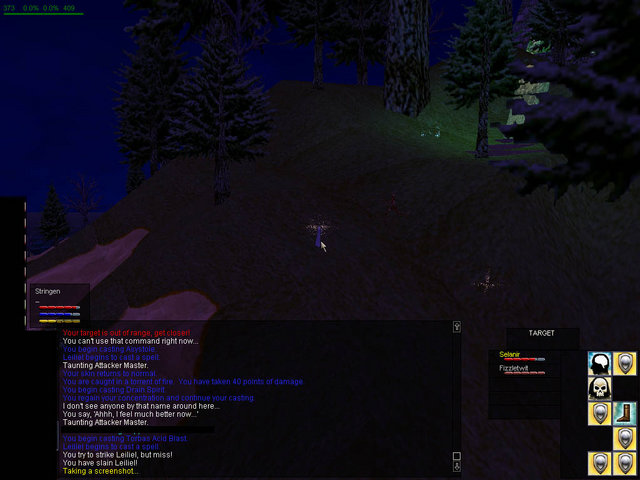 373 0.0% 0.0% 409
Stringen
Your target is out of range, get closer!
You can't use that command right now...
You begin casting Asystole.
Leiliel begins to cast a spell.
Taunting Attacker Master.
Your skin returns to normal.
You are caught in a torrent of fire. You have taken 40 points of damage.
You begin casting Drain Spirit.
You regain your concentration and continue your casting.
I don't see anyone by that name around here...
You say, 'Ahhh, I feel much better now...'
Taunting Attacker Master.
You begin casting Torbas Acid Blast.
Leiliel begins to cast a spell.
You try to strike Leiliel, but miss!
You have slain Leiliel!
Taking a screenshot...
TARGET
Selanir
Fizzletwit